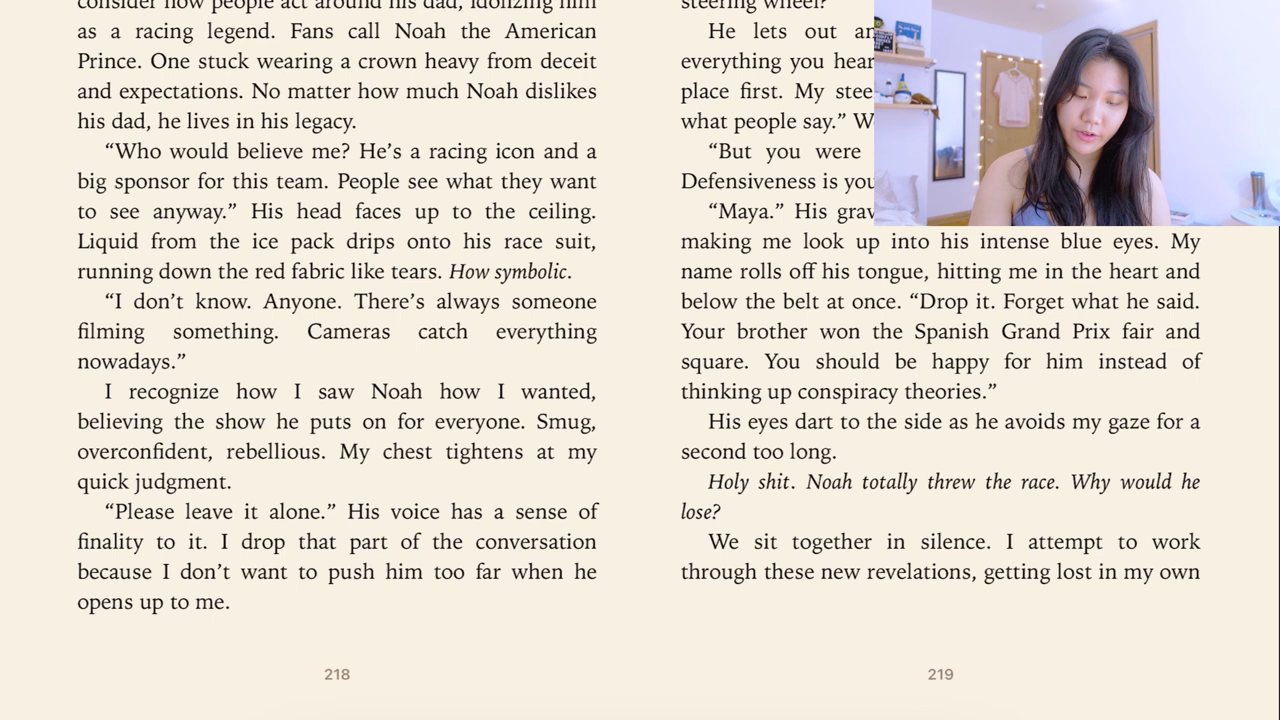 consider how people act around his dad, idolizing him
as a racing legend. Fans call Noah the American
Prince. One stuck wearing a crown heavy from deceit
and expectations. No matter how much Noah dislikes
his dad, he lives in his legacy.
“Who would believe me? He’s a racing icon and a
big sponsor for this team. People see what they want
to see anyway.” His head faces up to the ceiling.
Liquid from the ice pack drips onto his race suit,
running down the red fabric like tears. How symbolic.
“I don’t know. Anyone. There’s always someone
filming something. Cameras catch everything
nowadays.”
I recognize how I saw Noah how I wanted,
believing the show he puts on for everyone. Smug,
overconfident, rebellious. My chest tightens at my
quick judgment.
“Please leave it alone.” His voice has a sense of
finality to it. I drop that part of the conversation
because I don’t want to push him too far when he
opens up to me.
218
steering wheel?
He lets out an
everything you hear
place first. My stee
what people say.” W
“But you were
Defensiveness is you
“Maya.” His grav
making me look up into his intense blue eyes. My
name rolls off his tongue, hitting me in the heart and
below the belt at once. “Drop it. Forget what he said.
Your brother won the Spanish Grand Prix fair and
square. You should be happy for him instead of
thinking up conspiracy theories.”
His eyes dart to the side as he avoids my gaze for a
second too long.
Holy shit. Noah totally threw the race. Why would he
lose?
We sit together in silence. I attempt to work
through these new revelations, getting lost in my own
219